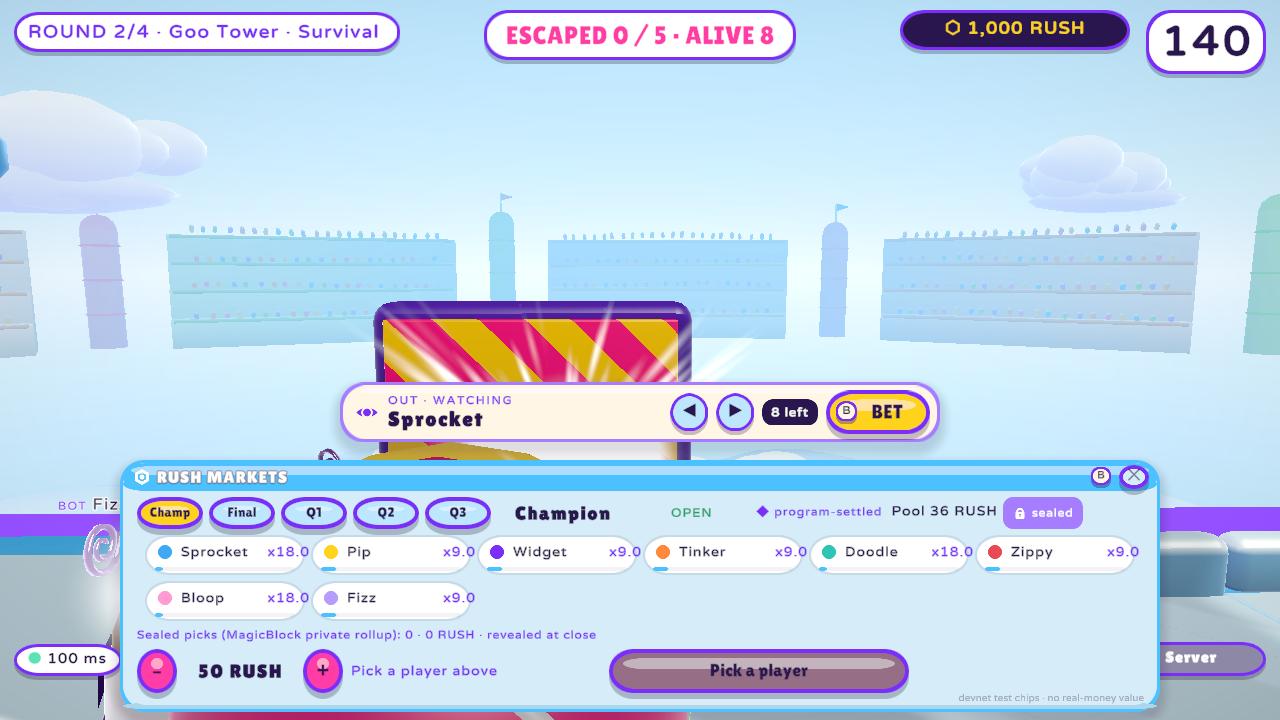 ROUND 2/4 · Goo Tower · Survival
ESCAPED 0 / 5 · ALIVE 8
1,000 RUSH
140
OUT · WATCHING
Sprocket
8 left
B BET
RUSH MARKETS
B
Champ Final Q1 Q2 Q3 Champion OPEN program-settled Pool 36 RUSH sealed
BOT Fiz
Sprocket x18.0 Pip x9.0 Widget x9.0 Tinker x9.0 Doodle x18.0 Zippy x9.0
Bloop x18.0 Fizz x9.0
Sealed picks (MagicBlock private rollup): 0 · 0 RUSH · revealed at close
100 ms
- 50 RUSH + Pick a player above Pick a player
Server
devnet test chips · no real-money value